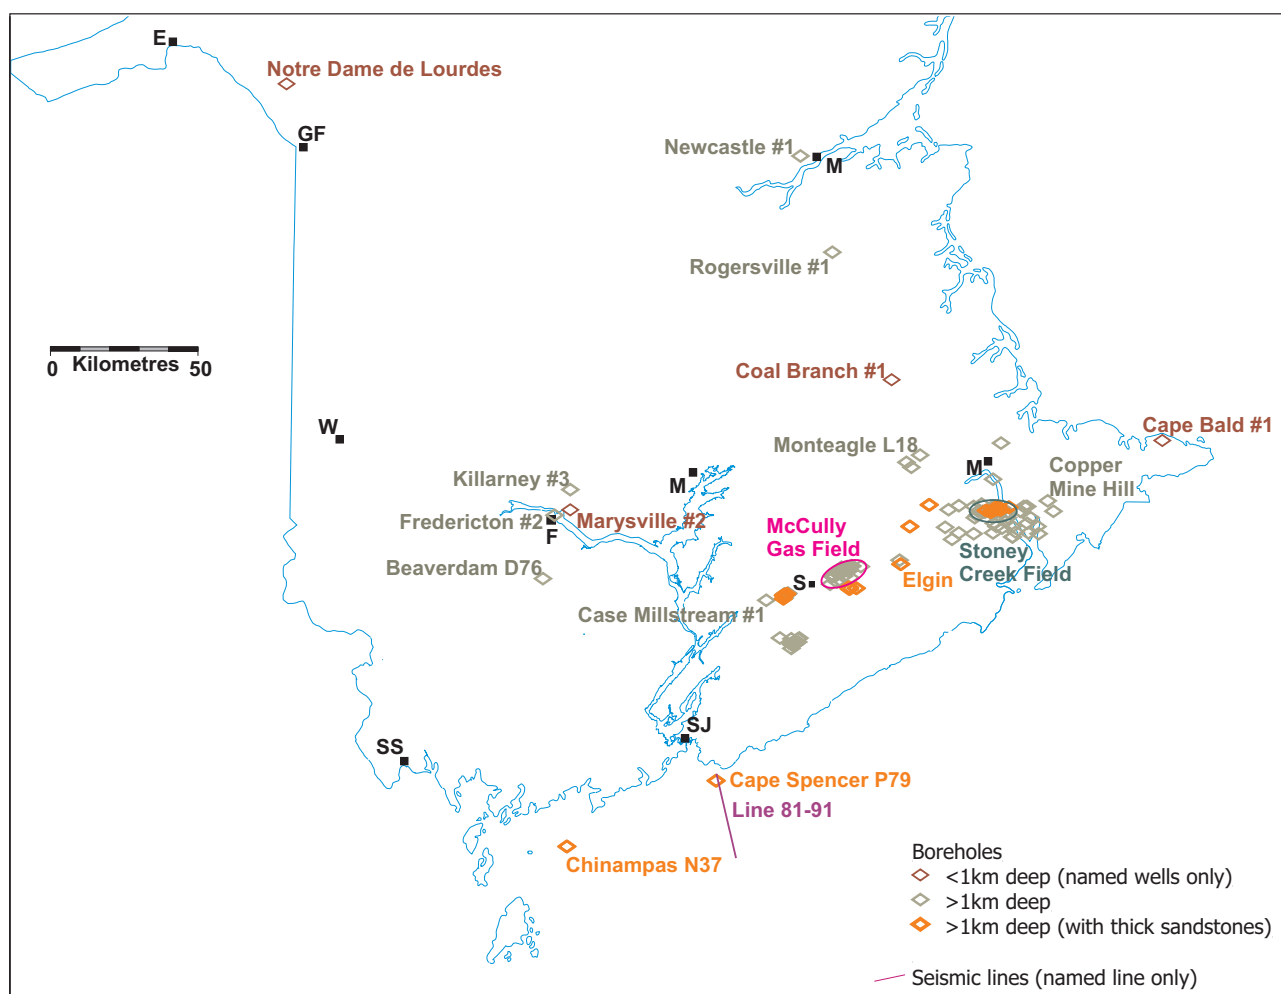 E
Notre Dame de Lourdes
GF
Newcastle #1
M
Rogersville #1
0 Kilometres 50
Coal Branch #1
Cape Bald #1
W
Monteagle L18
M
Copper
Mine Hill
Killarney #3
M
Fredericton #2
F
Marysville #2
McCully
Gas Field
Stoney
Creek Field
Beaverdam D76
S
Elgin
Case Millstream #1
SJ
SS
Cape Spencer P79
Line 81-91
Chinampas N37
Boreholes
<1km deep (named wells only)
>1km deep
>1km deep (with thick sandstones)
Seismic lines (named line only)